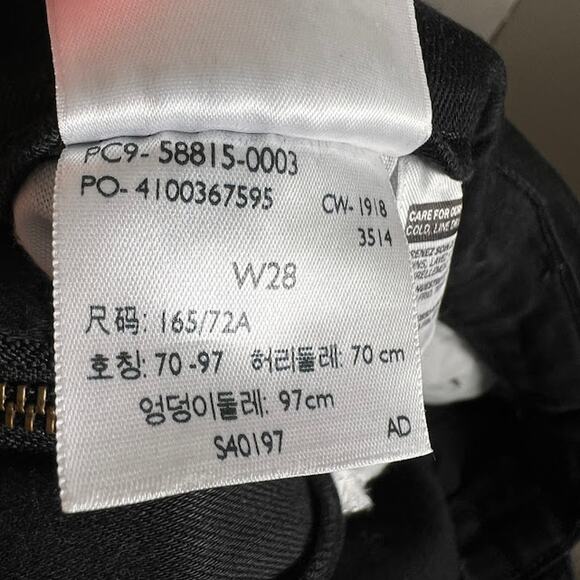 PC9- 58815-0003
PO- 4100367595
CW- 1918
3514
W28
尺码: 165/72A
호칭: 70 -97 허리둘레: 70 cm
엉덩이둘레: 97cm
S40197
AD
CARE FOR
COLD, LINE